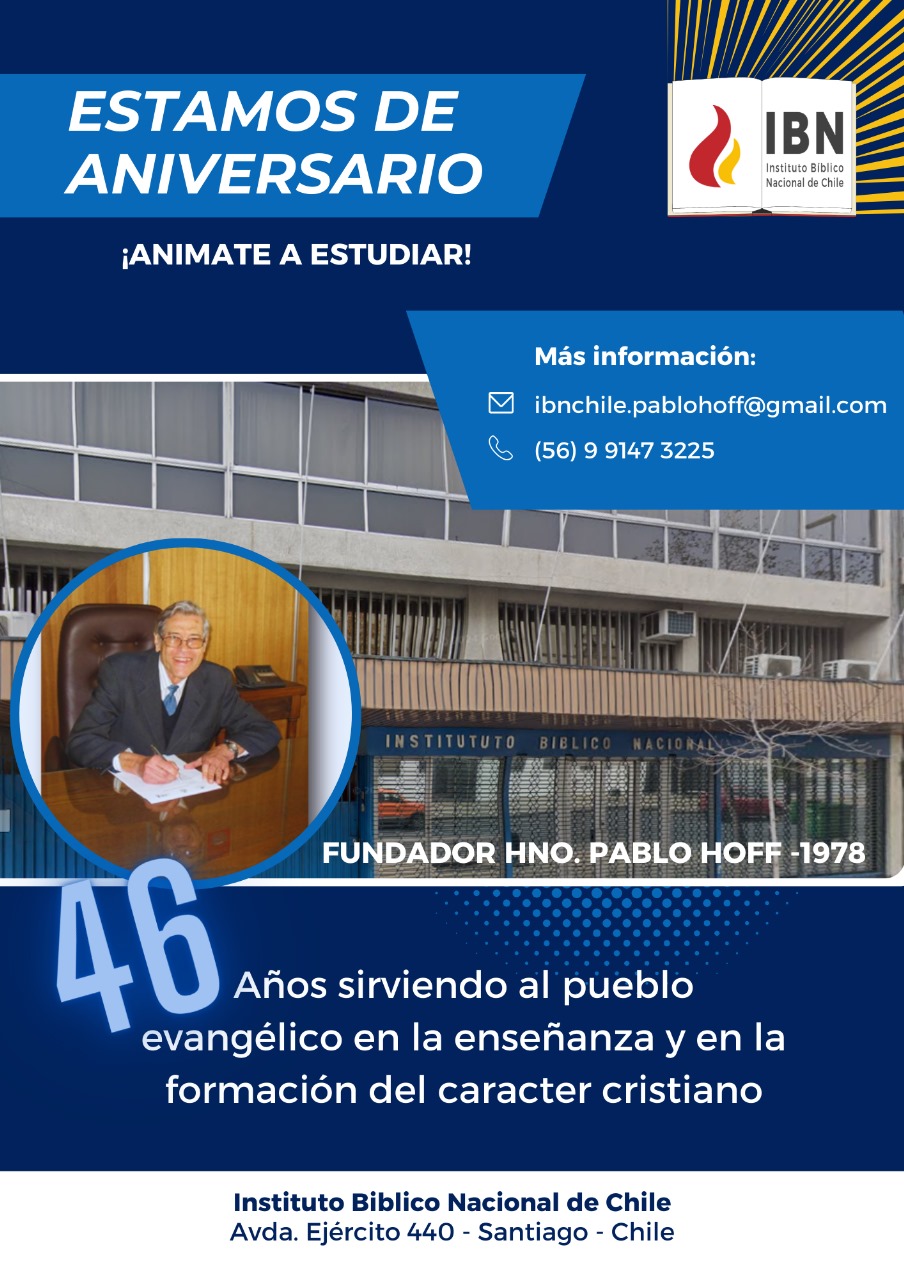 ESTAMOS DE
ANIVERSARIO
IBN
Instituto Bíblico
Nacional de Chile
¡ANIMATE A ESTUDIAR!
Más información:
ibnchile.pablohoff@gmail.com
(56) 9 9147 3225
INSTITUTUTO BIBLICO NACIONAL
FUNDADOR HNO. PABLO HOFF -1978
46
Años sirviendo al pueblo
evangélico en la enseñanza y en la
formación del caracter cristiano
Instituto Biblico Nacional de Chile
Avda. Ejército 440 - Santiago - Chile